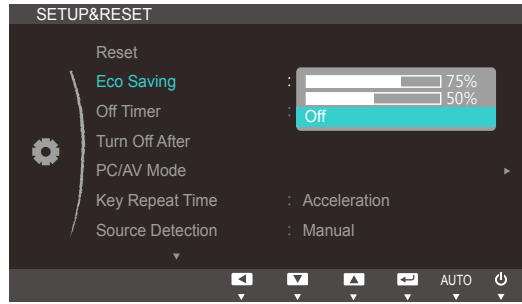 SETUP&RESET
Reset
Eco Saving : 75%
50%
Off Timer : Off
Turn Off After
PC/AV Mode
Key Repeat Time : Acceleration
Source Detection : Manual
AUTO